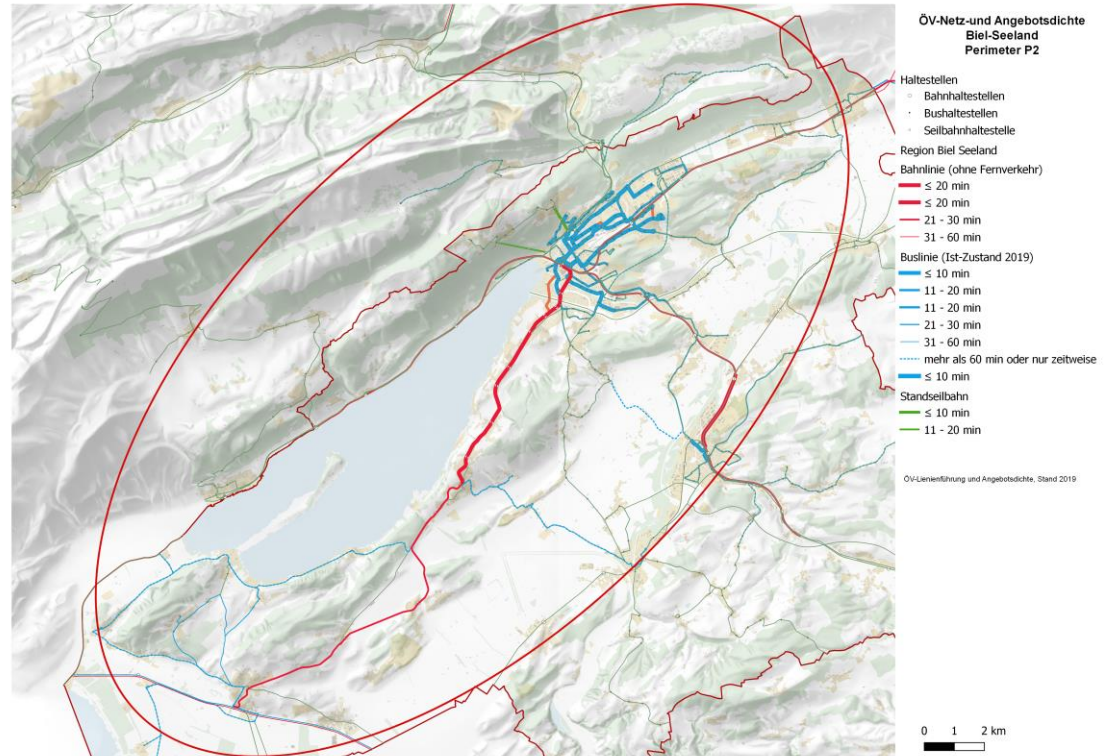 ÖV-Netz-und Angebotsdichte
Biel-Seeland
Perimeter P2
Haltestellen
Bahnhaltestellen
Bushaltestellen
Seilbahnhaltestelle
Region Biel Seeland
Bahnlinie (ohne Fernverkehr)
≤ 20 min
≤ 20 min
21 - 30 min
31 - 60 min
Buslinie (Ist-Zustand 2019)
≤ 10 min
11 - 20 min
11 - 20 min
21 - 30 min
31 - 60 min
mehr als 60 min oder nur zeitweise
≤ 10 min
Standseilbahn
≤ 10 min
11 - 20 min
ÖV-Lienienführung und Angebotsdichte, Stand 2019
0 1 2 km